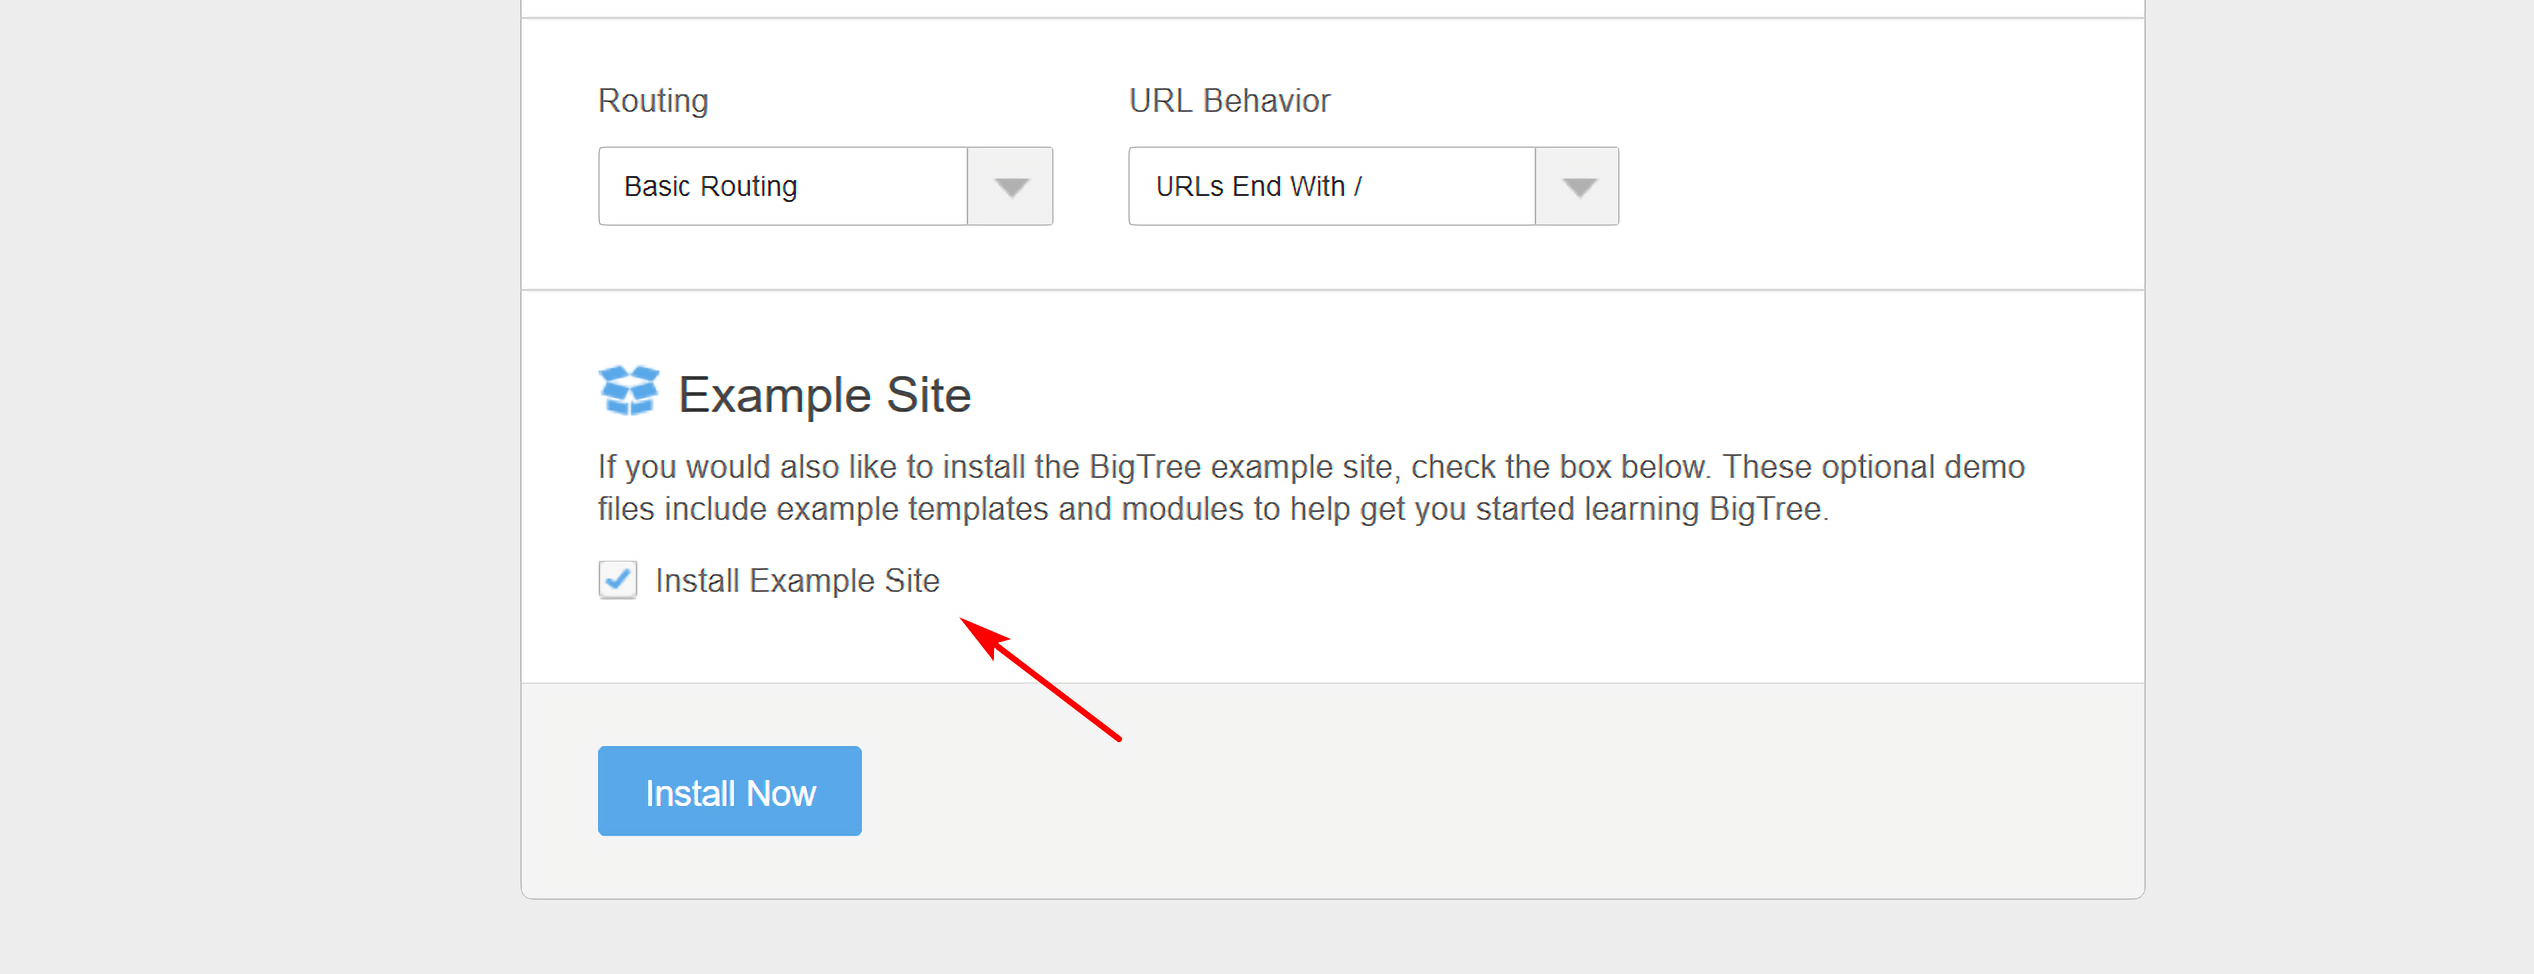 Routing
URL Behavior
Basic Routing
URLs End With /
Example Site
If you would also like to install the BigTree example site, check the box below. These optional demo
files include example templates and modules to help get you started learning BigTree.
Install Example Site
Install Now